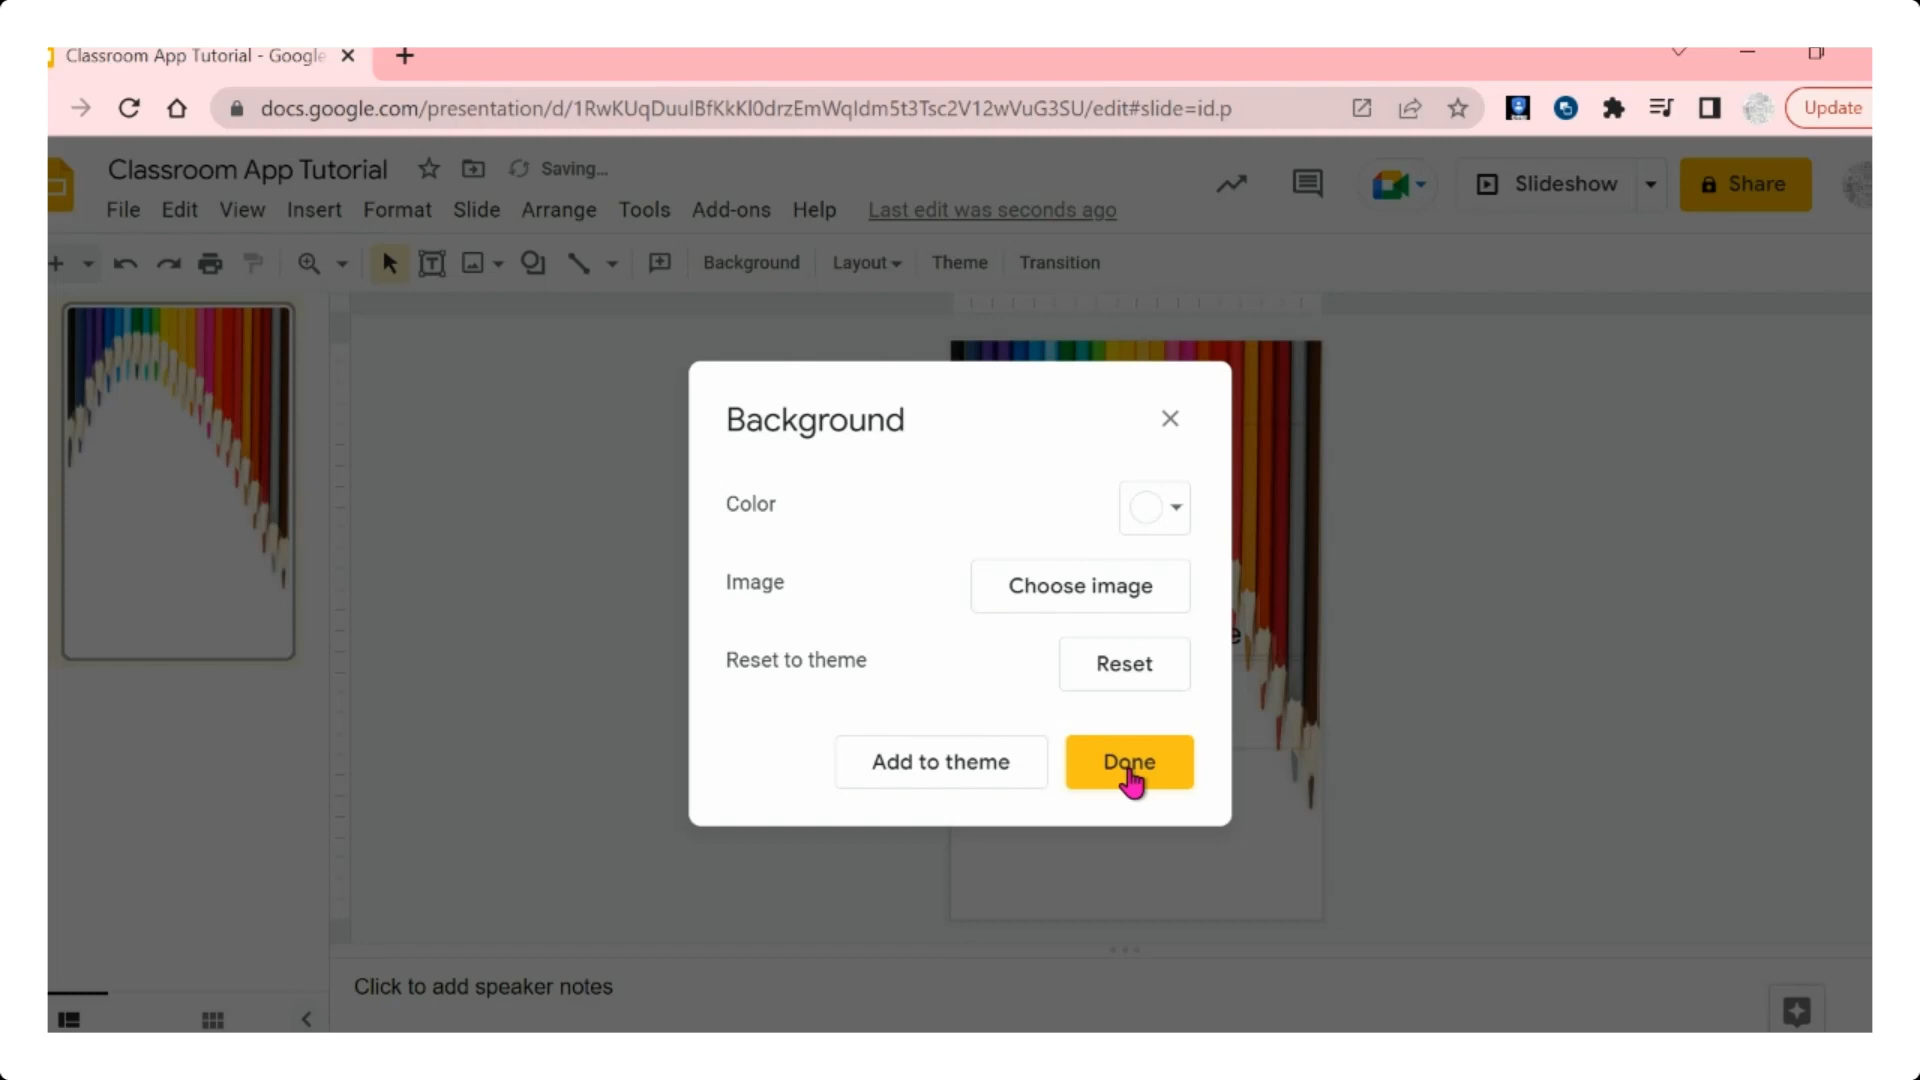 Classroom App Tutorial - Google
docs.google.com/presentation/d/1RwKUqDuulBfKkKl0drzEmWqldm5t3Tsc2V12wVuG3SU/edit#slide=id.p
Update
Classroom App Tutorial
Saving...
Slideshow
Share
File Edit View Insert Format Slide Arrange Tools Add-ons Help Last edit was seconds ago
Background Layout Theme Transition
Background
Color
Image
Choose image
Reset to theme
Reset
Add to theme
Done
Click to add speaker notes